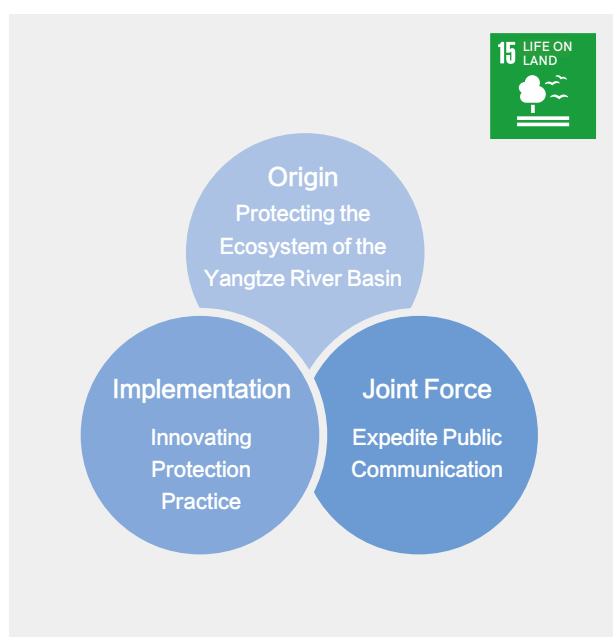 15 LIFE ON
LAND
Origin
Protecting the
Ecosystem of the
Yangtze River Basin
Implementation
Innovating
Protection
Practice
Joint Force
Expedite Public
Communication